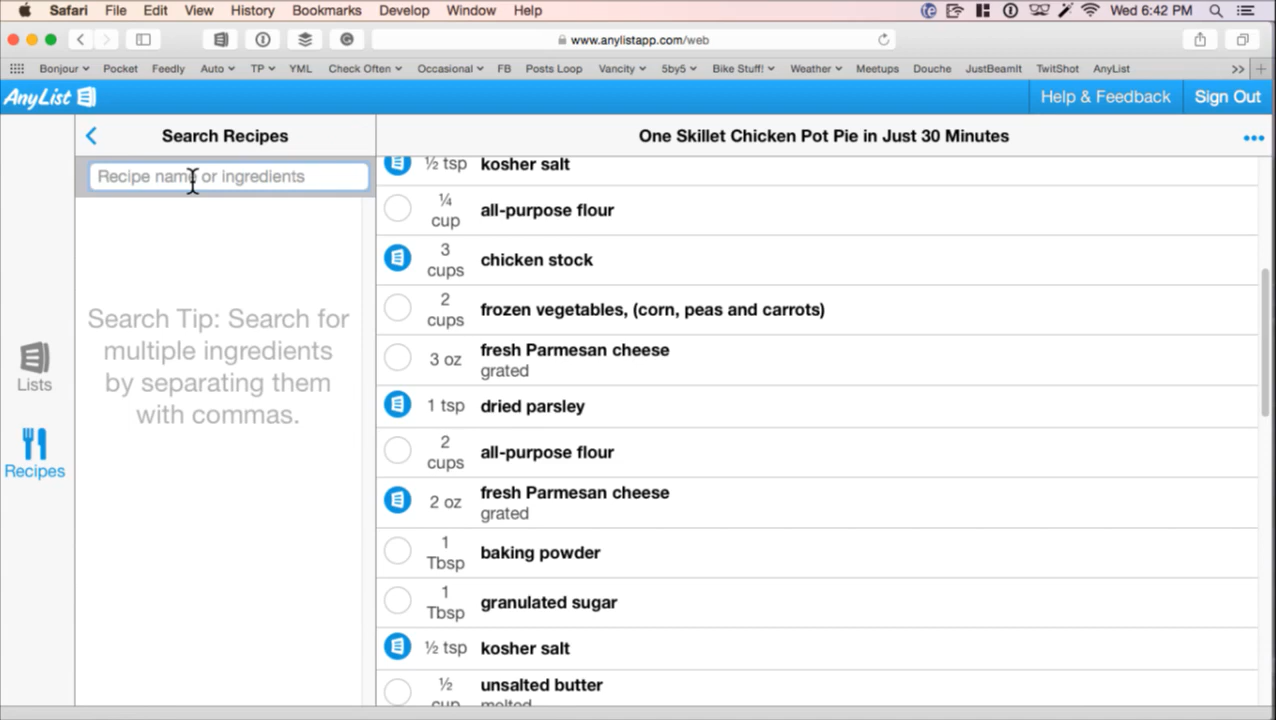 Safari File Edit View History Bookmarks Develop Window Help Wed 6:42 PM
www.anylistapp.com/web
Bonjour Pocket Feedly Auto TP YML Check Often Occasional FB Posts Loop Vancity 5by5 Bike Stuff! Weather Meetups Douche JustBeamIt TwitShot AnyList >> +
AnyList Help & Feedback Sign Out
Search Recipes
Recipe name or ingredients
Search Tip: Search for
multiple ingredients
by separating them
with commas.
Lists
Recipes
One Skillet Chicken Pot Pie in Just 30 Minutes
½ tsp kosher salt
¼
cup
all-purpose flour
3
cups
chicken stock
2
cups
frozen vegetables, (corn, peas and carrots)
3 oz
fresh Parmesan cheese
grated
1 tsp dried parsley
2
cups
all-purpose flour
2 oz
fresh Parmesan cheese
grated
1
Tbsp
baking powder
1
Tbsp
granulated sugar
½ tsp kosher salt
½
cup
unsalted butter
melted